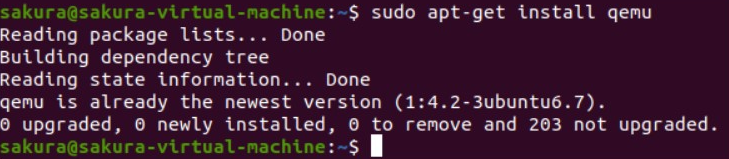 sakura@sakura-virtual-machine:~$ sudo apt-get install qemu
Reading package lists... Done
Building dependency tree
Reading state information... Done
qemu is already the newest version (1:4.2-3ubuntu6.7).
0 upgraded, 0 newly installed, 0 to remove and 203 not upgraded.
sakura@sakura-virtual-machine:~$